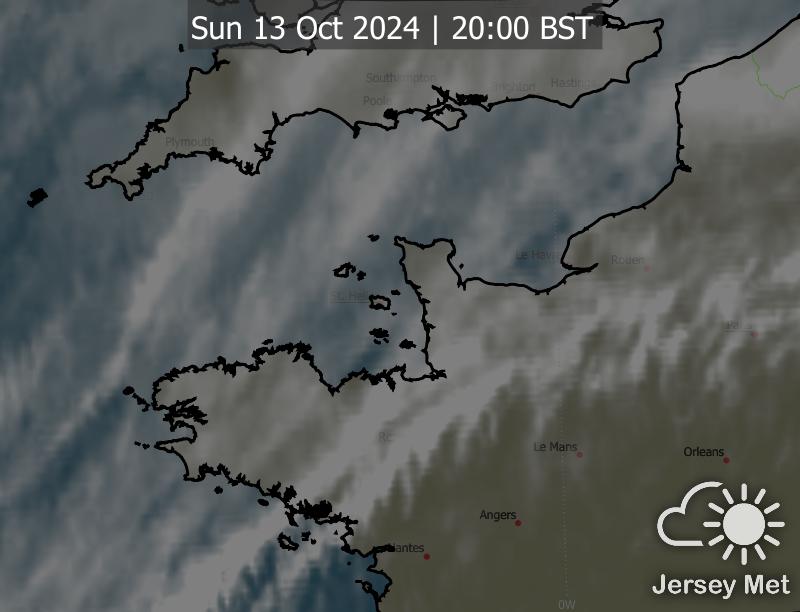 Sun 13 Oct 2024 | 20:00 BST
Southampton
Brighton
Hastings
Poole
Plymouth
Le Havre
Rouen
St. Helier
Paris
Le Mans
Orleans
Angers
Nantes
Jersey Met
0W